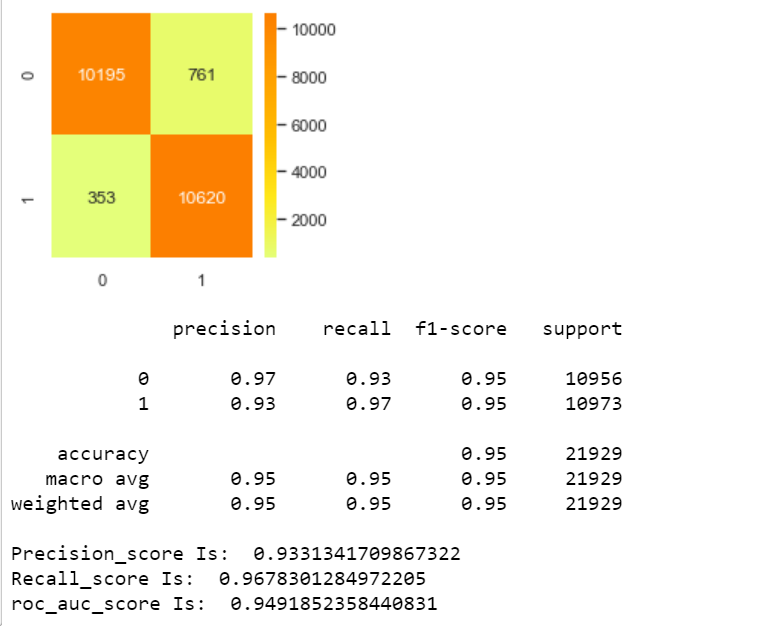 10000
0 10195 761 8000
6000
4000
1 353 10620
2000
0 1
precision recall f1-score support
0 0.97 0.93 0.95 10956
1 0.93 0.97 0.95 10973
accuracy 0.95 21929
macro avg 0.95 0.95 0.95 21929
weighted avg 0.95 0.95 0.95 21929
Precision_score Is: 0.9331341709867322
Recall_score Is: 0.9678301284972205
roc_auc_score Is: 0.9491852358440831